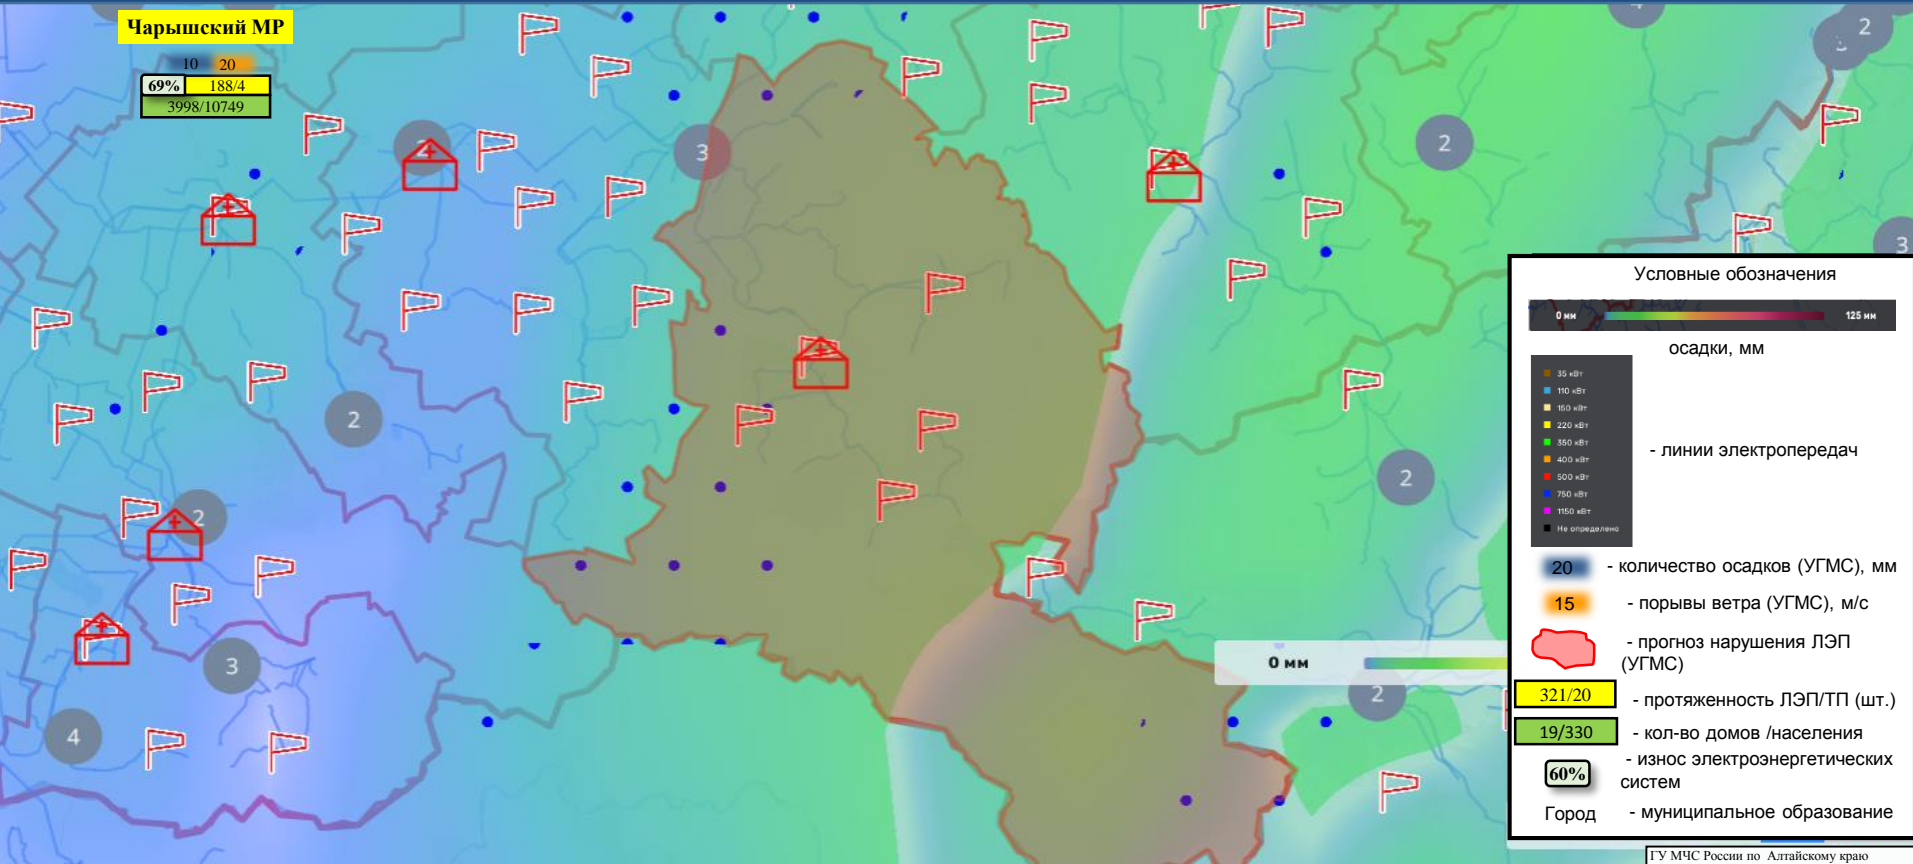 Чарышский МР
10 20
69% 188/4
3998/10749
2
2
3
2
2
3
2
2
2
3
4
2
0 мм
Условные обозначения
0 мм 125 мм
осадки, мм
35 кВт
110 кВт
150 кВт
220 кВт
350 кВт
400 кВт
500 кВт
750 кВт
1150 кВт
Не определено
- линии электропередач
20 - количество осадков (УГМС), мм
15 - порывы ветра (УГМС), м/с
- прогноз нарушения ЛЭП
(УГМС)
321/20 - протяженность ЛЭП/ТП (шт.)
19/330 - кол-во домов /населения
60% - износ электроэнергетических
систем
Город - муниципальное образование
ГУ МЧС России по Алтайскому краю